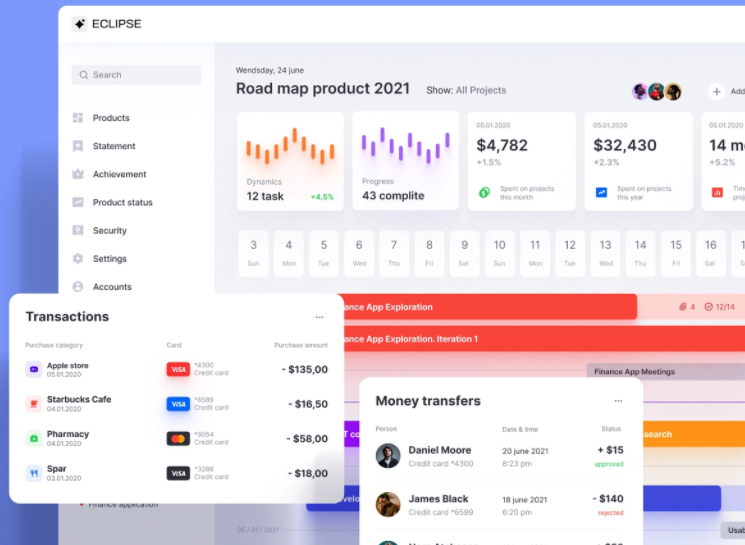 ECLIPSE
Search
Products
Statement
Achievement
Product status
Security
Settings
Accounts
Finance application
Wendsday, 24 june
Road map product 2021
Show: All Projects
Add
Dynamics
12 task
+4.5%
Progress
43 complite
05.01.2020
$4,782
+1.5%
Spent on projects
this month
05.01.2020
$32,430
+2.3%
Spent on projects
this year
05.01.2020
14 m
+5.2%
3 4 5 6 7 8 9 10 11 12 13 14 15 16
Sun Mon Tue Wed Thu Fri Sat Sun Mon Tue Wed Thu Fri Sat
ance App Exploration
4
12/14
ance App Exploration. Iteration 1
Finance App Meetings
search
velo
05 / 01 / 2021
Usab
Transactions
Purchase category Card Purchase amount
Apple store
05.01.2020
VISA
*4300
Credit card
- $135,00
Starbucks Cafe
04.01.2020
VISA
*6589
Credit card
- $16,50
Pharmacy
04.01.2020
*9054
Credit card
- $58,00
Spar
03.01.2020
VISA
*3288
Credit card
- $18,00
Money transfers
Person Date & time Status
Daniel Moore
Credit card *4300
20 june 2021
8:23 pm
+ $15
approved
James Black
Credit card *6599
18 june 2021
6:20 pm
- $140
rejected